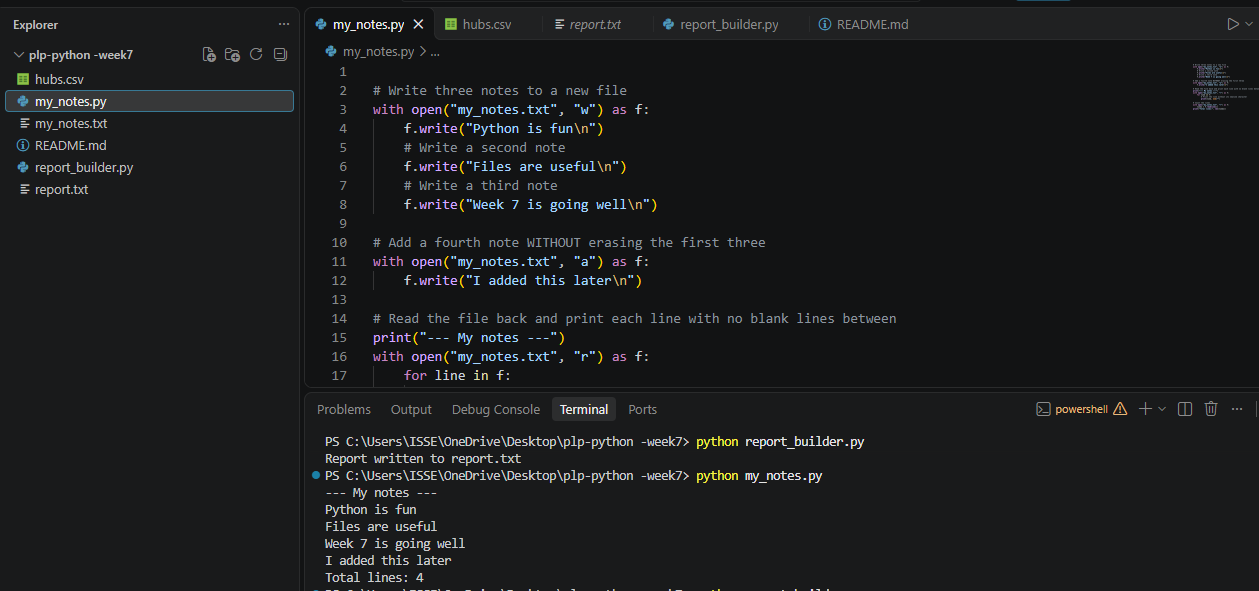 Explorer
plp-python -week7
hubs.csv
my_notes.py
my_notes.txt
README.md
report_builder.py
report.txt
my_notes.py hubs.csv report.txt report_builder.py README.md
my_notes.py > ...
1
2 # Write three notes to a new file
3 with open("my_notes.txt", "w") as f:
4 f.write("Python is fun\n")
5 # Write a second note
6 f.write("Files are useful\n")
7 # Write a third note
8 f.write("Week 7 is going well\n")
9
10 # Add a fourth note WITHOUT erasing the first three
11 with open("my_notes.txt", "a") as f:
12 f.write("I added this later\n")
13
14 # Read the file back and print each line with no blank lines between
15 print("--- My notes ---")
16 with open("my_notes.txt", "r") as f:
17 for line in f:
Problems Output Debug Console Terminal Ports
powershell
PS C:\Users\ISSE\OneDrive\Desktop\plp-python -week7> python report_builder.py
Report written to report.txt
PS C:\Users\ISSE\OneDrive\Desktop\plp-python -week7> python my_notes.py
--- My notes ---
Python is fun
Files are useful
Week 7 is going well
I added this later
Total lines: 4